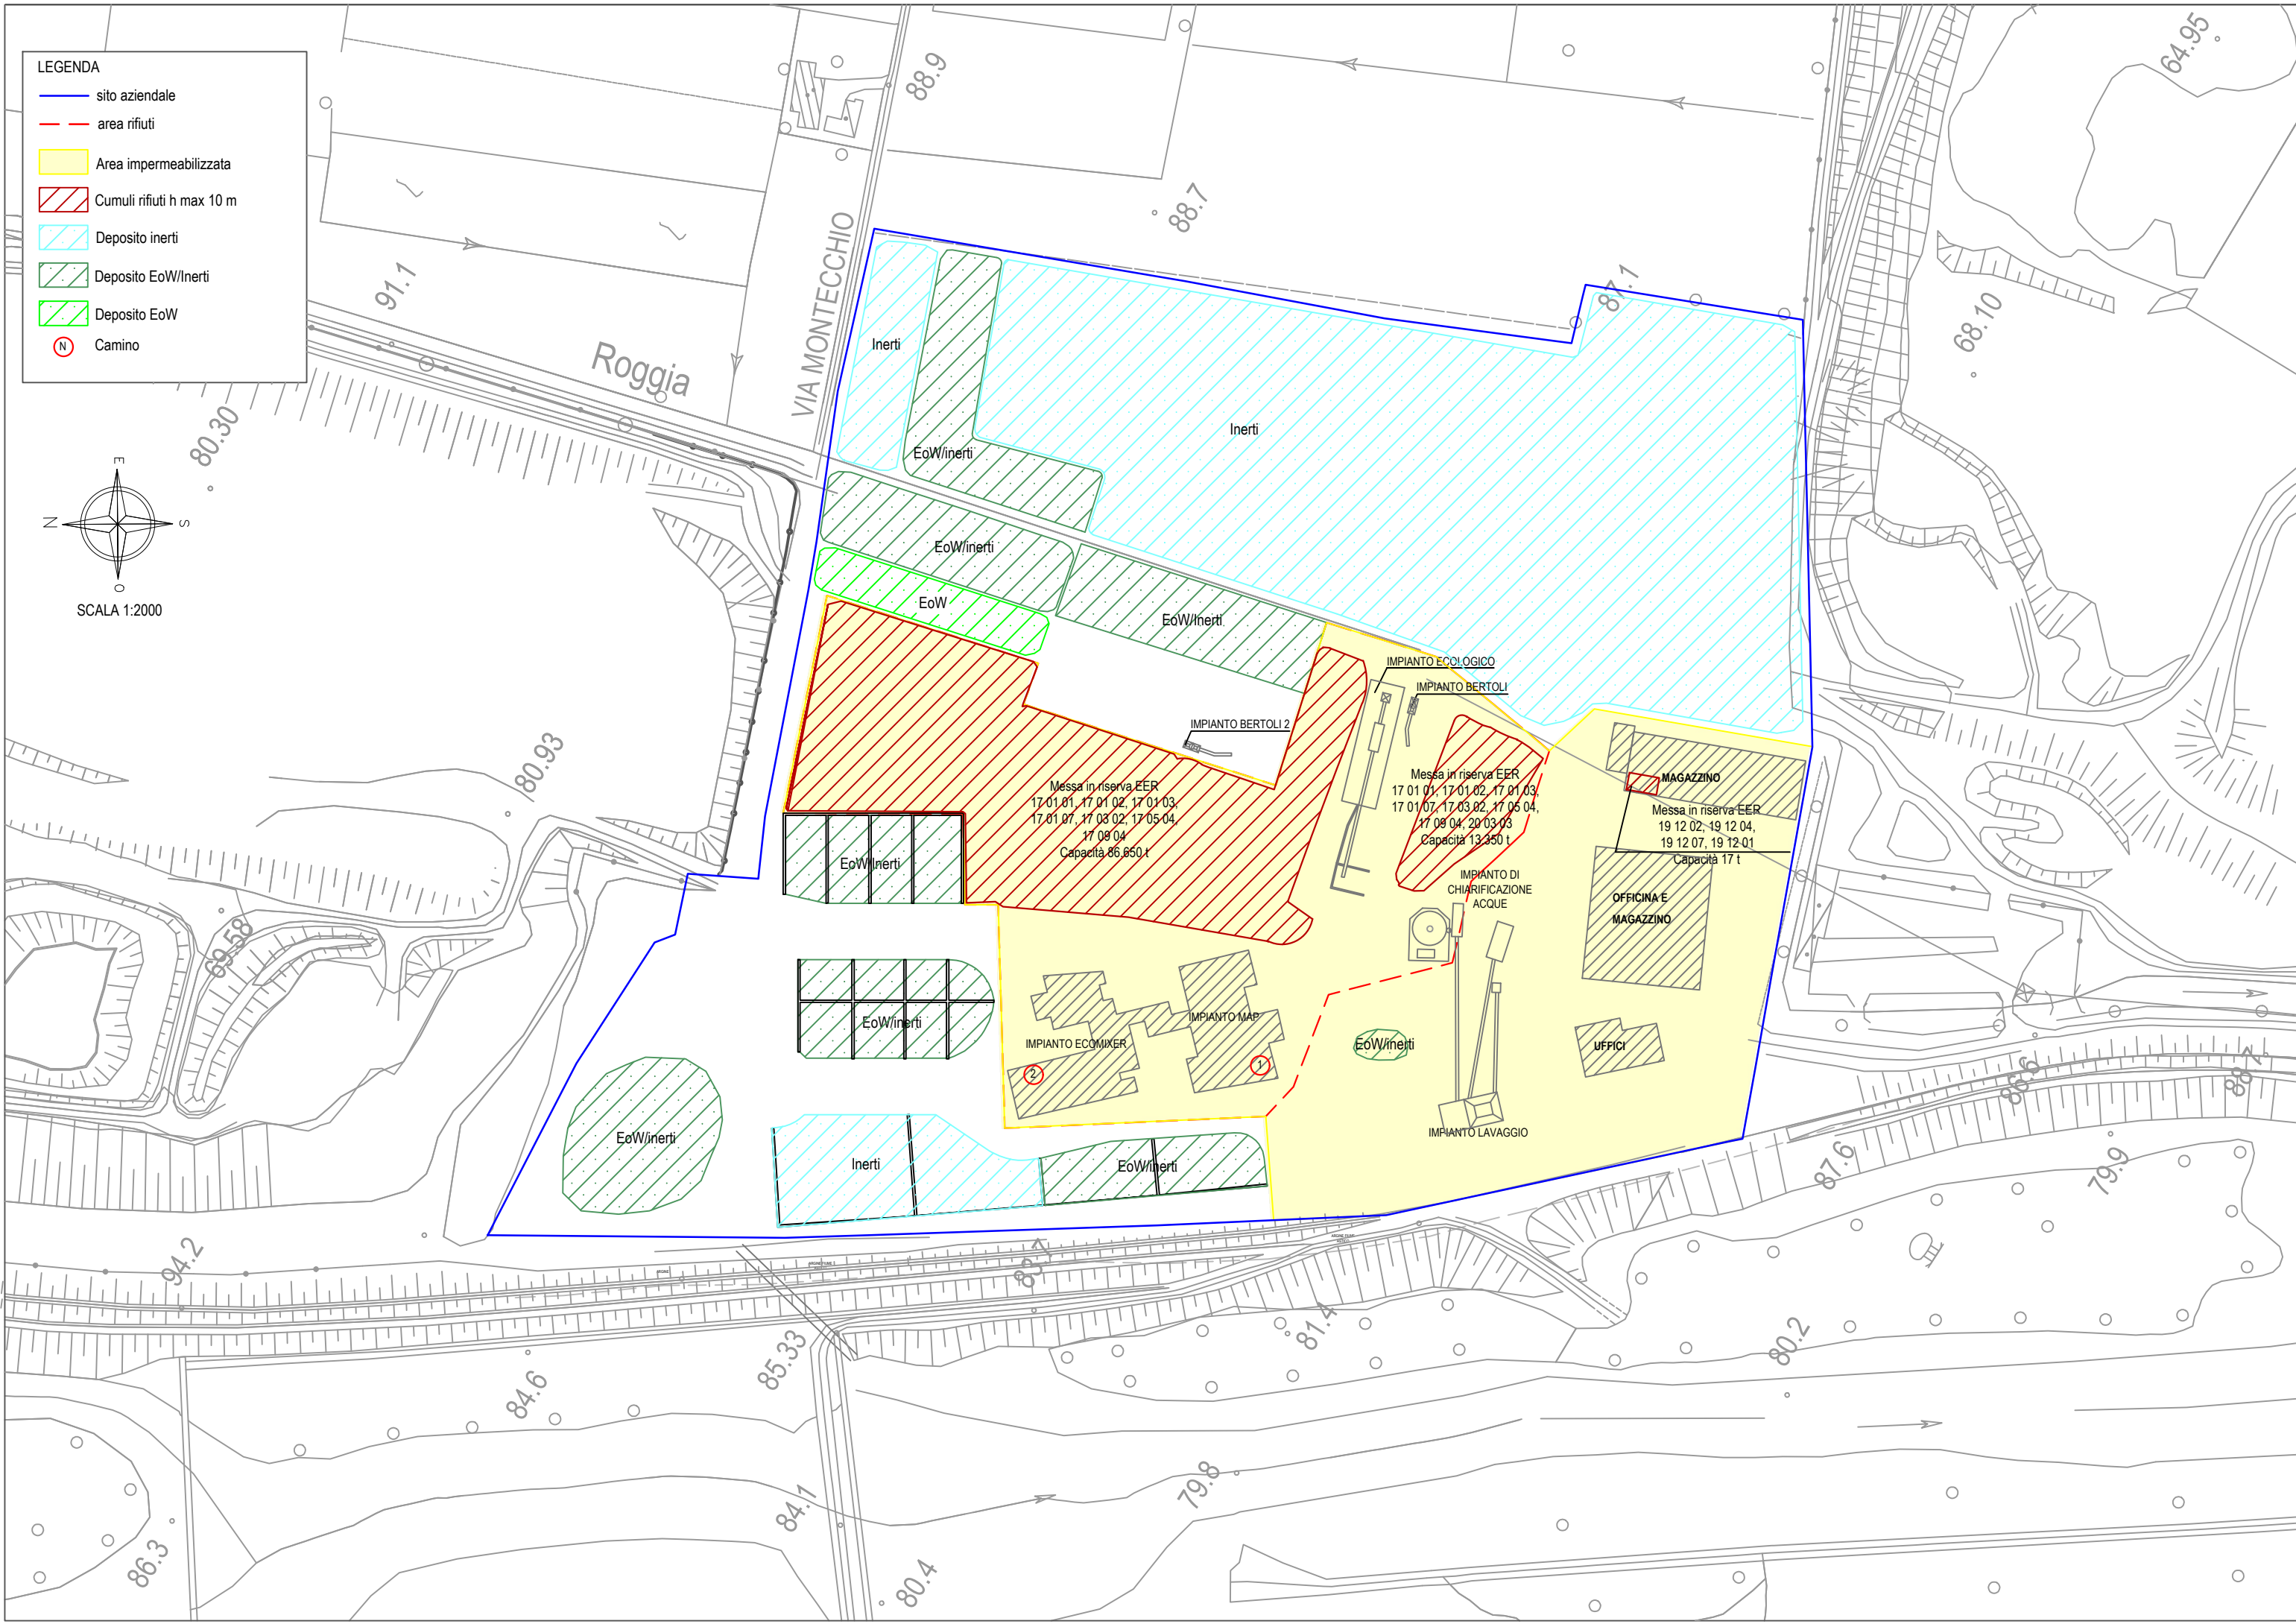 LEGENDA
sito aziendale
area rifiuti
Area impermeabilizzata
Cumuli rifiuti h max 10 m
Deposito inerti
Deposito EoW/Inerti
Deposito EoW
N
Camino
E
N
S
O
SCALA 1:2000
64.95
88.9
88.7
91.1
87.1
68.10
80.30
Roggia
VIA MONTECCHIO
Inerti
EoW/inerti
Inerti
EoW/inerti
EoW
EoW/Inerti
IMPIANTO ECOLOGICO
IMPIANTO BERTOLI
IMPIANTO BERTOLI 2
80.93
69.58
Messa in riserva EER
17 01 01, 17 01 02, 17 01 03,
17 01 07, 17 03 02, 17 05 04,
17 09 04
Capacità 86.650 t
Messa in riserva EER
17 01 01, 17 01 02, 17 01 03,
17 01 07, 17 03 02, 17 05 04,
17 09 04, 20 03 03
Capacità 13.350 t
MAGAZZINO
Messa in riserva EER
19 12 02, 19 12 04,
19 12 07, 19 12 01
Capacità 17 t
EoW/Inerti
IMPIANTO DI
CHIARIFICAZIONE
ACQUE
OFFICINA E
MAGAZZINO
EoW/inerti
IMPIANTO MAP
IMPIANTO ECOMIXER
2
1
EoW/inerti
UFFICI
EoW/inerti
IMPIANTO LAVAGGIO
Inerti
EoW/inerti
86.6
88.7
87.6
79.9
94.2
83.7
81.4
80.2
85.33
84.6
84.1
79.8
86.3
80.4